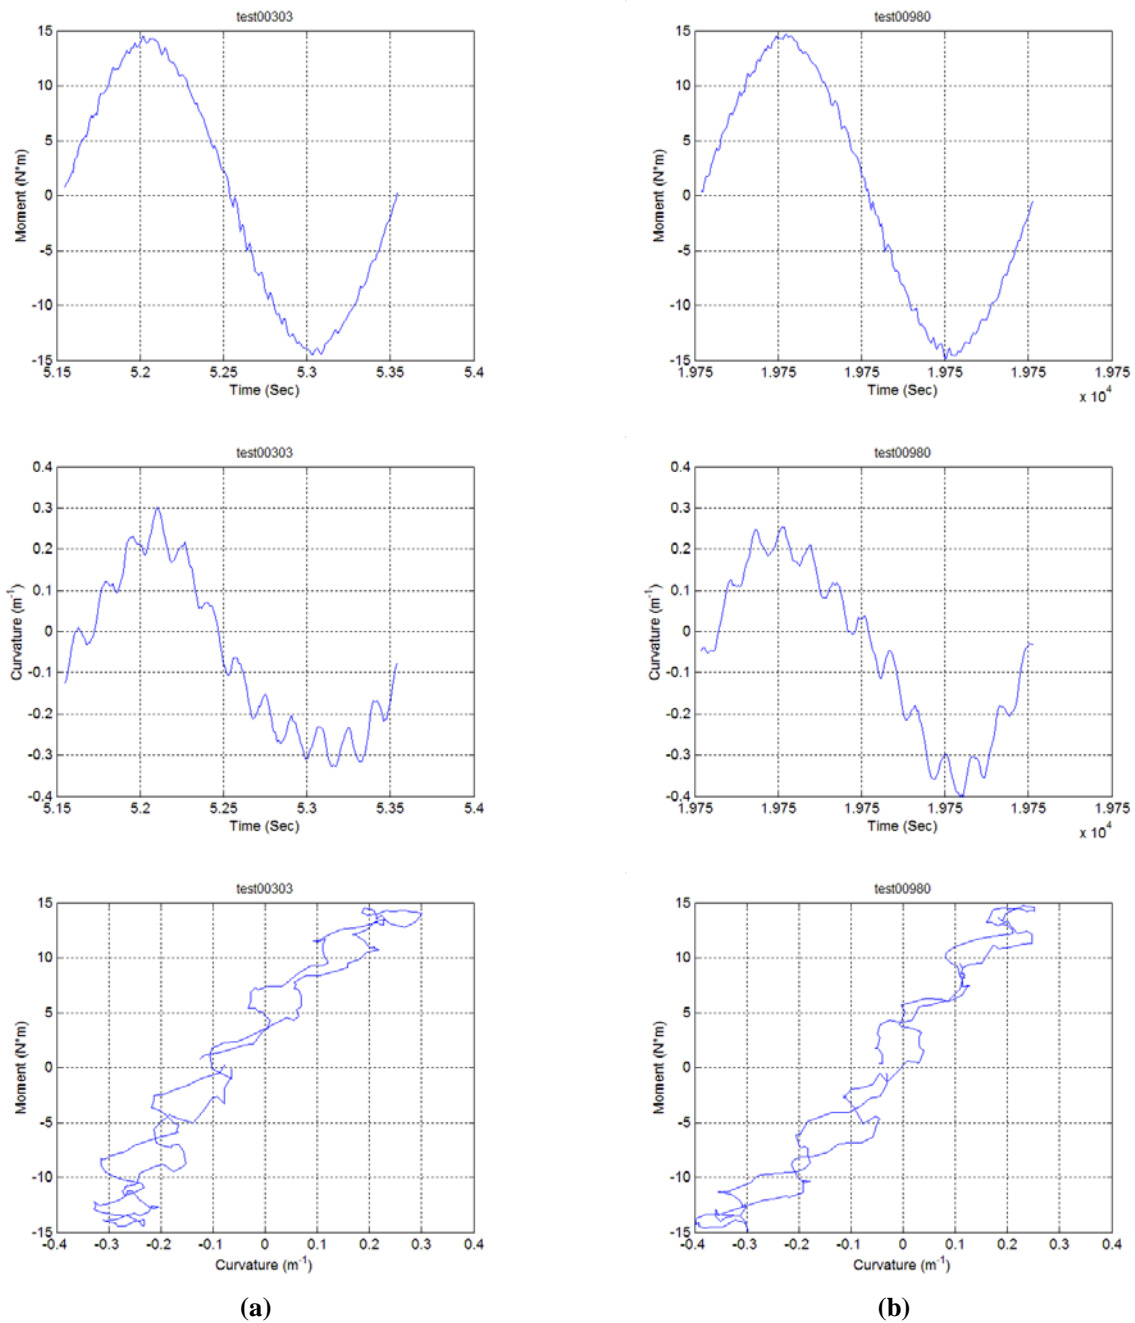 test00303
Moment (N*m)
15
10
5
0
-5
-10
-15
5.15 5.2 5.25 5.3 5.35 5.4
Time (Sec)
test00980
Moment (N*m)
15
10
5
0
-5
-10
-15
1.975 1.975 1.975 1.975 1.975 1.975
Time (Sec)
x 10⁴
test00303
Curvature (m⁻¹)
0.4
0.3
0.2
0.1
0
-0.1
-0.2
-0.3
-0.4
5.15 5.2 5.25 5.3 5.35 5.4
Time (Sec)
test00980
Curvature (m⁻¹)
0.4
0.3
0.2
0.1
0
-0.1
-0.2
-0.3
-0.4
1.975 1.975 1.975 1.975 1.975 1.975
Time (Sec)
x 10⁴
test00303
Moment (N*m)
15
10
5
0
-5
-10
-15
-0.4 -0.3 -0.2 -0.1 0 0.1 0.2 0.3 0.4
Curvature (m⁻¹)
test00980
Moment (N*m)
15
10
5
0
-5
-10
-15
-0.4 -0.3 -0.2 -0.1 0 0.1 0.2 0.3 0.4
Curvature (m⁻¹)
(a)
(b)